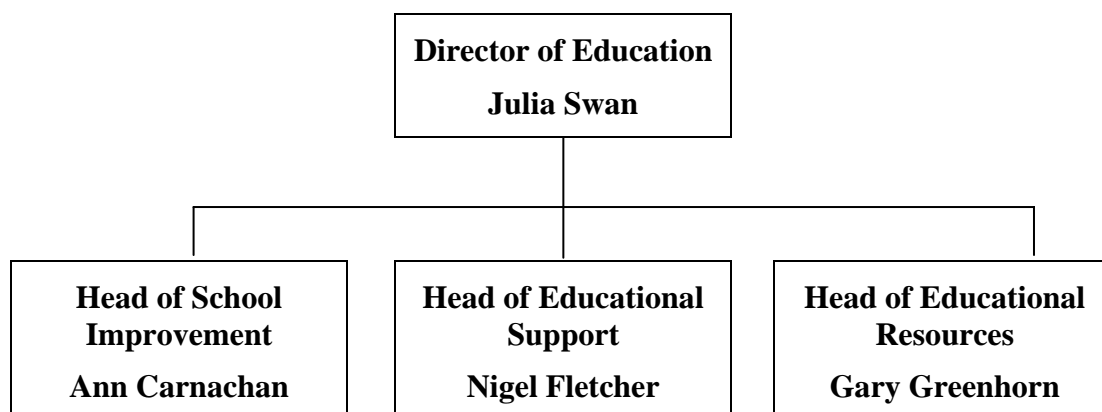 Director of Education
Julia Swan
Head of School
Improvement
Ann Carnachan
Head of Educational
Support
Nigel Fletcher
Head of Educational
Resources
Gary Greenhorn